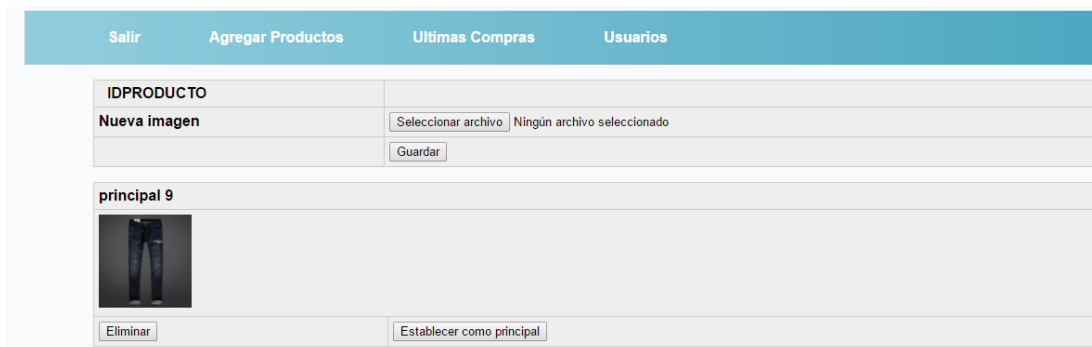 Salir Agregar Productos Ultimas Compras Usuarios
IDPRODUCTO
Nueva imagen Seleccionar archivo Ningún archivo seleccionado
Guardar
principal 9
Eliminar Establecer como principal